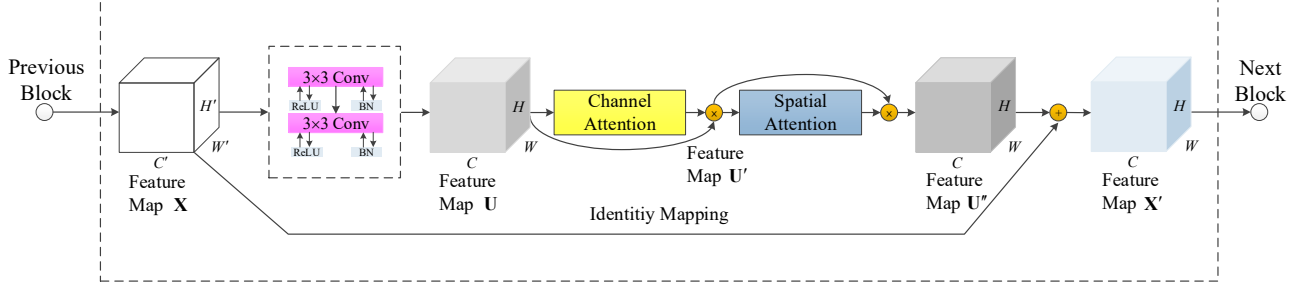 Previous
Block
H′
W′
C′
Feature
Map X
3×3 Conv
ReLU
BN
3×3 Conv
ReLU
BN
H
W
C
Feature
Map U
Channel
Attention
×
Feature
Map U′
Spatial
Attention
×
H
W
C
Feature
Map U″
+
H
W
C
Feature
Map X′
Next
Block
Identitiy Mapping